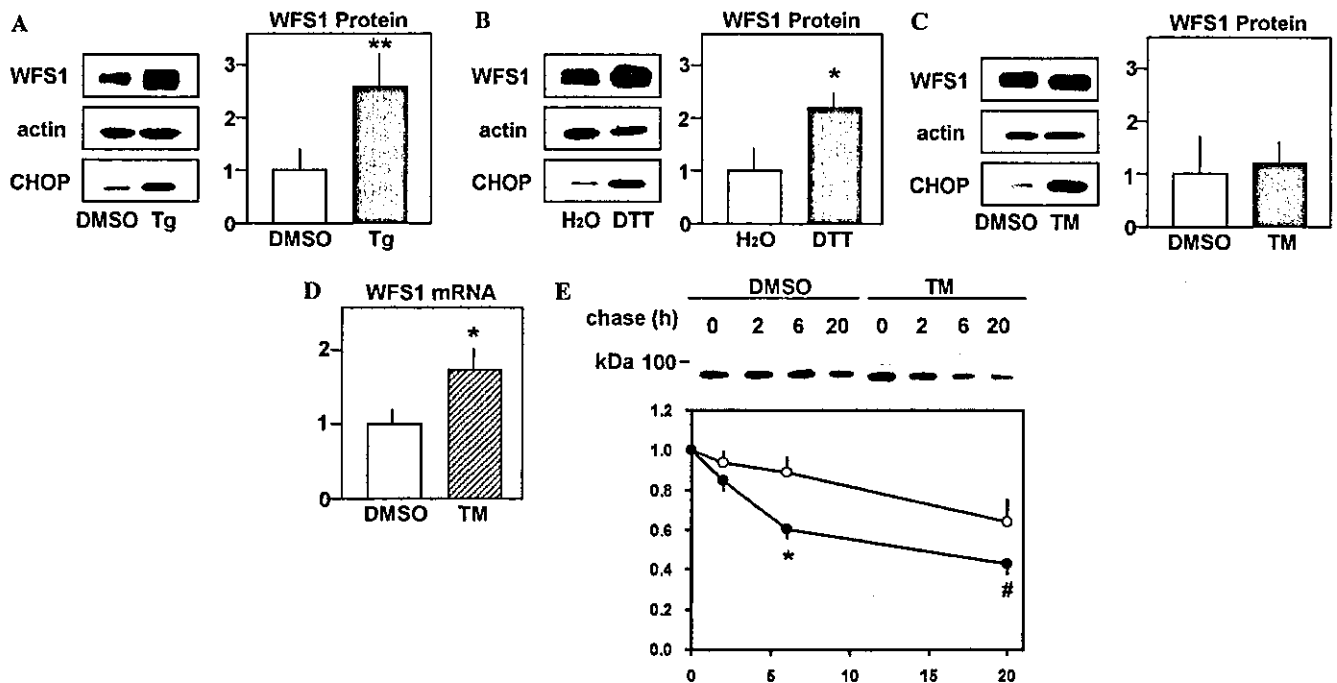 A
WFS1
actin
CHOP
DMSO Tg
WFS1 Protein
3
2
1
0
**
DMSO Tg
B
WFS1
actin
CHOP
H2O DTT
WFS1 Protein
3
2
1
0
*
H2O DTT
C
WFS1
actin
CHOP
DMSO TM
WFS1 Protein
3
2
1
0
DMSO TM
D
WFS1 mRNA
2
1
0
*
DMSO TM
E
DMSO TM
chase (h) 0 2 6 20 0 2 6 20
kDa 100
1.2
1.0
0.8
0.6
0.4
0.2
0.0
*
#
0 5 10 15 20